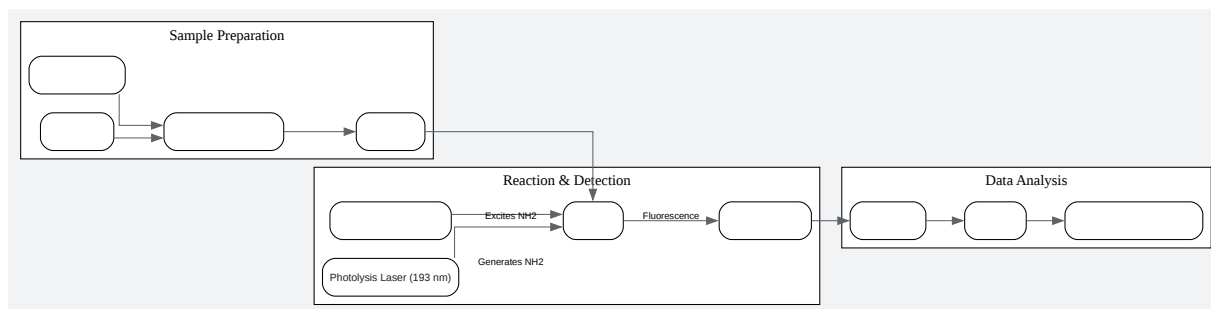 Sample Preparation
Reaction & Detection
Excites NH2
Fluorescence
Generates NH2
Photolysis Laser (193 nm)
Data Analysis